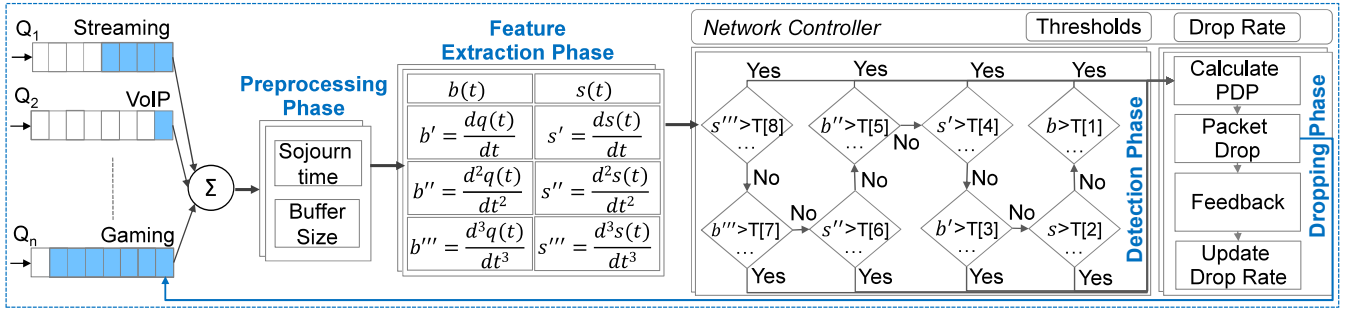 Q₁ Streaming
Q₂ VoIP
Qₙ Gaming
Σ
Preprocessing
Phase
Sojourn
time
Buffer
Size
Feature
Extraction Phase
b(t) s(t)
b′ = dq(t)/dt s′ = ds(t)/dt
b′′ = d²q(t)/dt² s′′ = d²s(t)/dt²
b′′′ = d³q(t)/dt³ s′′′ = d³s(t)/dt³
Network Controller Thresholds Drop Rate
Yes Yes Yes Yes
s′′′>T[8] b′′>T[5] s′>T[4] b>T[1]
... ... ... ...
No
No No No No
b′′′>T[7] s′′>T[6] b′>T[3] s>T[2]
... ... ... ...
No No
Yes Yes Yes Yes
Detection Phase
Calculate
PDP
Packet
Drop
Feedback
Update
Drop Rate
Dropping Phase